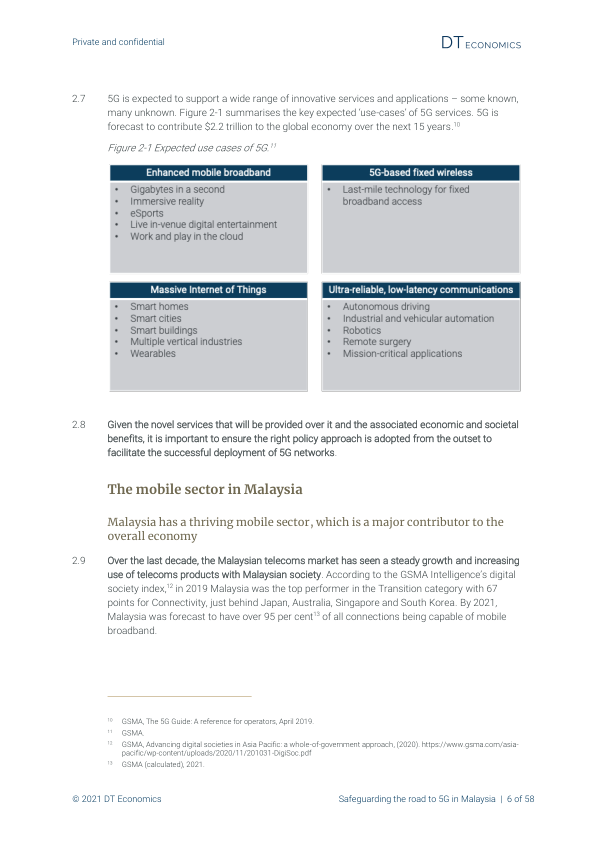 Private and confidential
DT ECONOMICS
2.7 5G is expected to support a wide range of innovative services and applications – some known,
many unknown. Figure 2-1 summarises the key expected 'use-cases' of 5G services. 5G is
forecast to contribute $2.2 trillion to the global economy over the next 15 years.10
Figure 2-1 Expected use cases of 5G.11
Enhanced mobile broadband
• Gigabytes in a second
• Immersive reality
• eSports
• Live in-venue digital entertainment
• Work and play in the cloud
5G-based fixed wireless
• Last-mile technology for fixed
broadband access
Massive Internet of Things
• Smart homes
• Smart cities
• Smart buildings
• Multiple vertical industries
• Wearables
Ultra-reliable, low-latency communications
• Autonomous driving
• Industrial and vehicular automation
• Robotics
• Remote surgery
• Mission-critical applications
2.8 Given the novel services that will be provided over it and the associated economic and societal
benefits, it is important to ensure the right policy approach is adopted from the outset to
facilitate the successful deployment of 5G networks.
The mobile sector in Malaysia
Malaysia has a thriving mobile sector, which is a major contributor to the
overall economy
2.9 Over the last decade, the Malaysian telecoms market has seen a steady growth and increasing
use of telecoms products with Malaysian society. According to the GSMA Intelligence's digital
society index,12 in 2019 Malaysia was the top performer in the Transition category with 67
points for Connectivity, just behind Japan, Australia, Singapore and South Korea. By 2021,
Malaysia was forecast to have over 95 per cent13 of all connections being capable of mobile
broadband.
10 GSMA, The 5G Guide: A reference for operators, April 2019.
11 GSMA.
12 GSMA, Advancing digital societies in Asia Pacific: a whole-of-government approach, (2020). https://www.gsma.com/asia-
pacific/wp-content/uploads/2020/11/201031-DigiSoc.pdf
13 GSMA (calculated), 2021.
© 2021 DT Economics
Safeguarding the road to 5G in Malaysia | 6 of 58